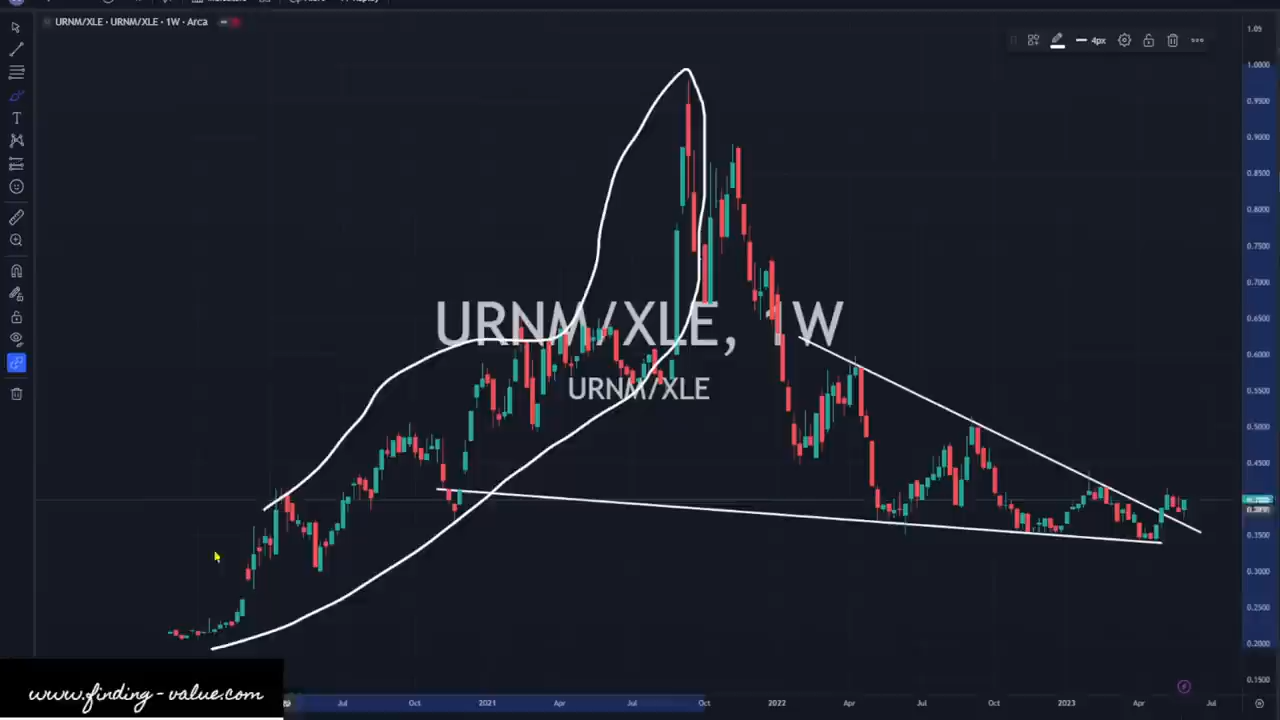 URNM/XLE · URNM/XLE · 1W · Arca
4px
1.05
1.0000
0.9500
0.9000
0.8500
0.8000
0.7500
0.7000
0.6500
0.6000
0.5500
0.5000
0.4500
0.3500
0.3000
0.2500
0.2000
0.1500
URNM/XLE, 1W
URNM/XLE
www.finding-value.com
Jul
Oct
2021
Apr
Jul
Oct
2022
Apr
Jul
Oct
2023
Apr
Jul